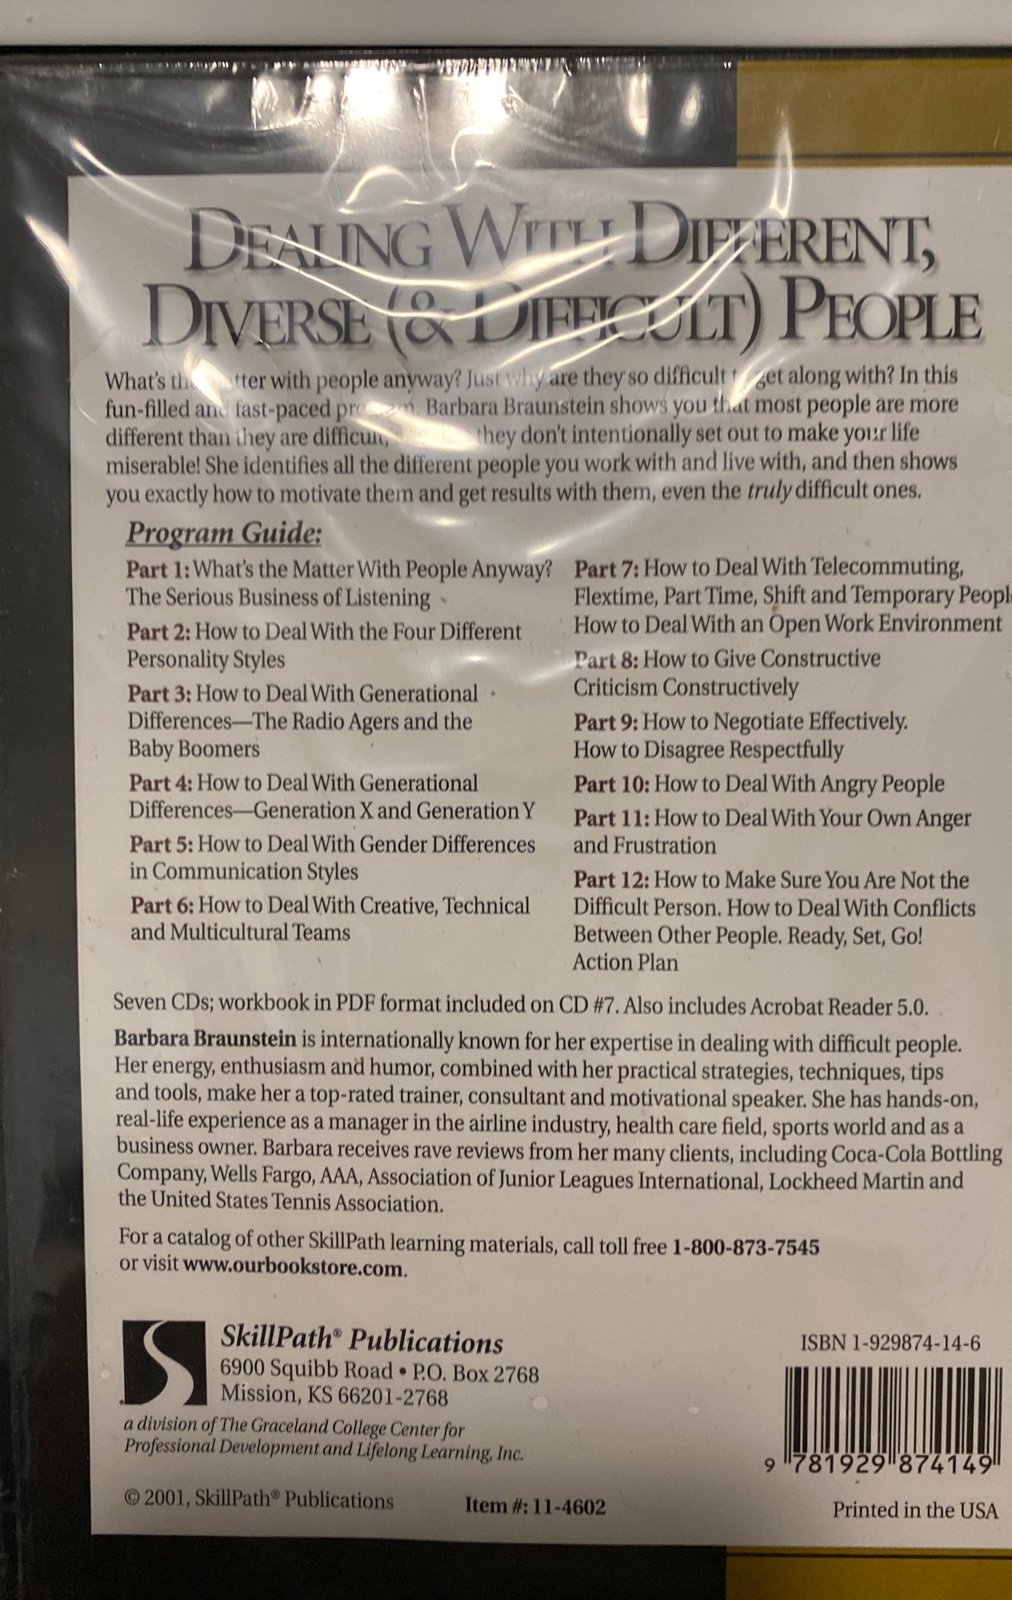 DEALING WITH DIFFERENT,
DIVERSE (& DIFFICULT) PEOPLE
What's the matter with people anyway? Just why are they so difficult to get along with? In this
fun-filled and fast-paced program, Barbara Braunstein shows you that most people are more
different than they are difficult, they don't intentionally set out to make your life
miserable! She identifies all the different people you work with and live with, and then shows
you exactly how to motivate them and get results with them, even the truly difficult ones.
Program Guide:
Part 1: What's the Matter With People Anyway?
The Serious Business of Listening
Part 2: How to Deal With the Four Different
Personality Styles
Part 3: How to Deal With Generational
Differences—The Radio Agers and the
Baby Boomers
Part 4: How to Deal With Generational
Differences—Generation X and Generation Y
Part 5: How to Deal With Gender Differences
in Communication Styles
Part 6: How to Deal With Creative, Technical
and Multicultural Teams
Part 7: How to Deal With Telecommuting,
Flextime, Part Time, Shift and Temporary Peopl
How to Deal With an Open Work Environment
Part 8: How to Give Constructive
Criticism Constructively
Part 9: How to Negotiate Effectively.
How to Disagree Respectfully
Part 10: How to Deal With Angry People
Part 11: How to Deal With Your Own Anger
and Frustration
Part 12: How to Make Sure You Are Not the
Difficult Person. How to Deal With Conflicts
Between Other People. Ready, Set, Go!
Action Plan
Seven CDs; workbook in PDF format included on CD #7. Also includes Acrobat Reader 5.0.
Barbara Braunstein is internationally known for her expertise in dealing with difficult people.
Her energy, enthusiasm and humor, combined with her practical strategies, techniques, tips
and tools, make her a top-rated trainer, consultant and motivational speaker. She has hands-on,
real-life experience as a manager in the airline industry, health care field, sports world and as a
business owner. Barbara receives rave reviews from her many clients, including Coca-Cola Bottling
Company, Wells Fargo, AAA, Association of Junior Leagues International, Lockheed Martin and
the United States Tennis Association.
For a catalog of other SkillPath learning materials, call toll free 1-800-873-7545
or visit www.ourbookstore.com.
SkillPath® Publications
6900 Squibb Road • P.O. Box 2768
Mission, KS 66201-2768
a division of The Graceland College Center for
Professional Development and Lifelong Learning, Inc.
© 2001, SkillPath® Publications
Item #: 11-4602
ISBN 1-929874-14-6
9 781929 874149
Printed in the USA